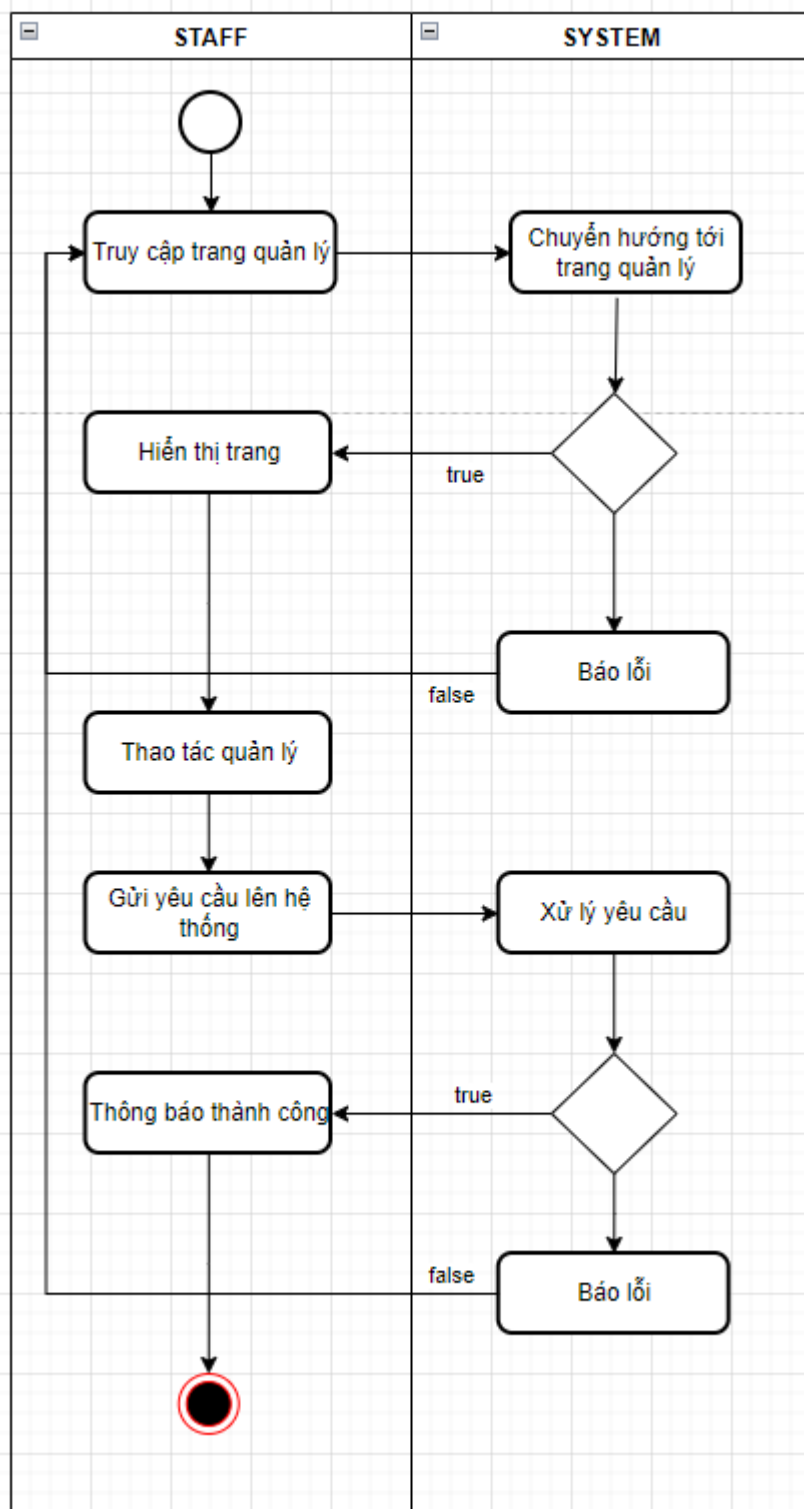 STAFF
SYSTEM
Truy cập trang quản lý
Chuyển hướng tới
trang quản lý
Hiển thị trang
true
Báo lỗi
false
Thao tác quản lý
Gửi yêu cầu lên hệ
thống
Xử lý yêu cầu
Thông báo thành công
true
false
Báo lỗi